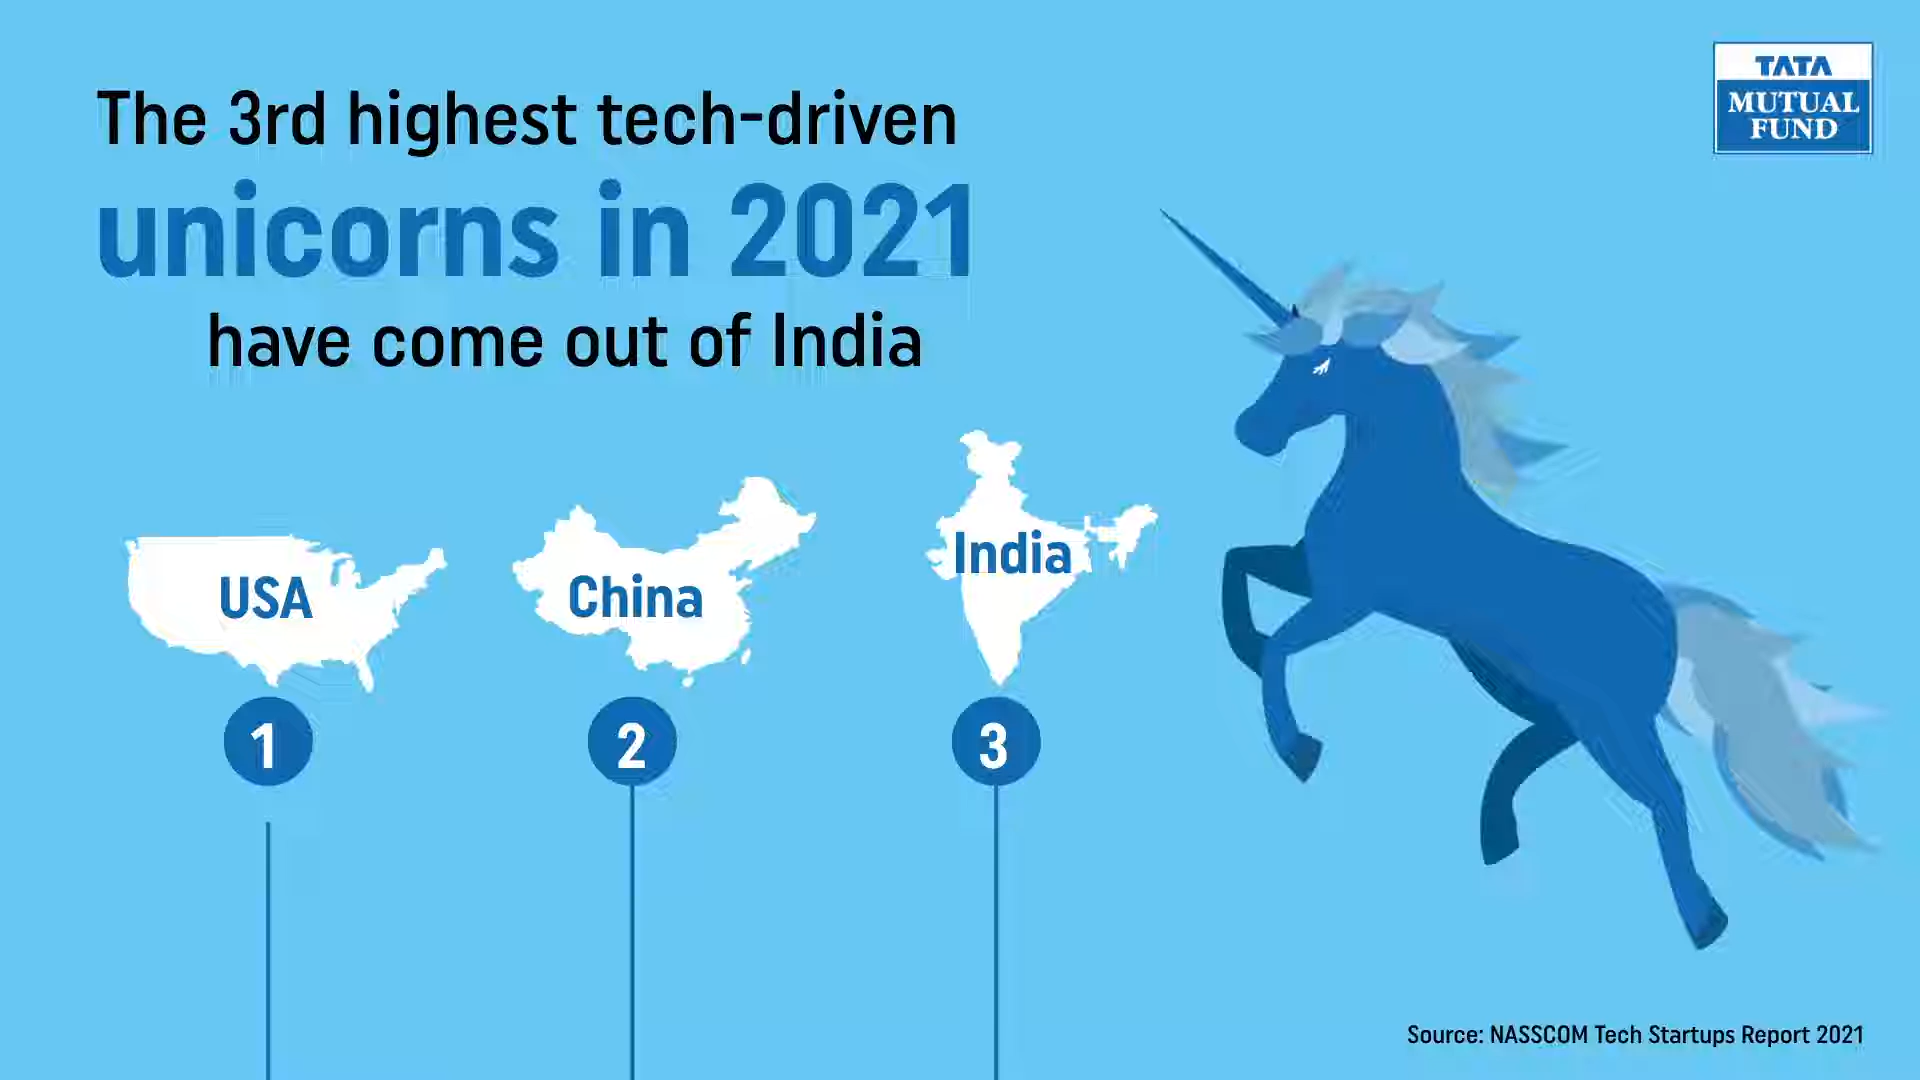 The 3rd highest tech-driven
unicorns in 2021
have come out of India
TATA
MUTUAL
FUND
USA
China
India
1
2
3
Source: NASSCOM Tech Startups Report 2021